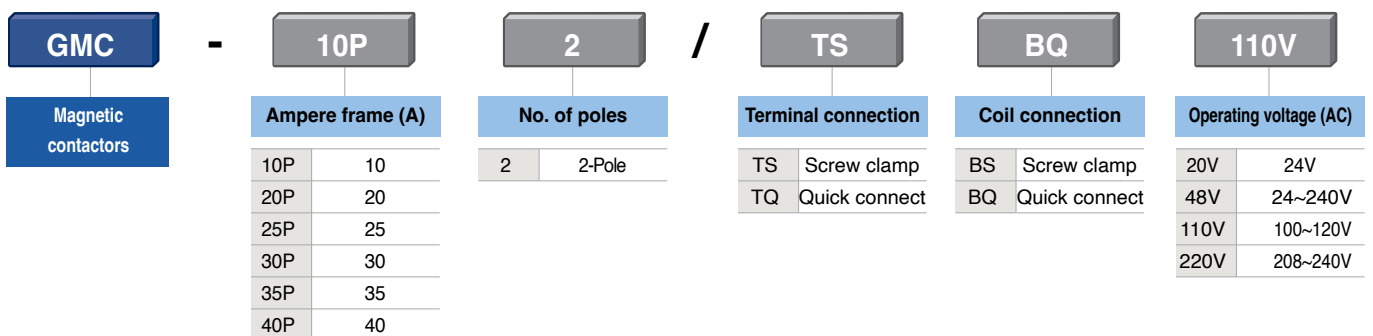 GMC - 10P 2 / TS BQ 110V
Magnetic
contactors
Ampere frame (A)
10P 10
20P 20
25P 25
30P 30
35P 35
40P 40
No. of poles
2 2-Pole
Terminal connection
TS Screw clamp
TQ Quick connect
Coil connection
BS Screw clamp
BQ Quick connect
Operating voltage (AC)
20V 24V
48V 24~240V
110V 100~120V
220V 208~240V